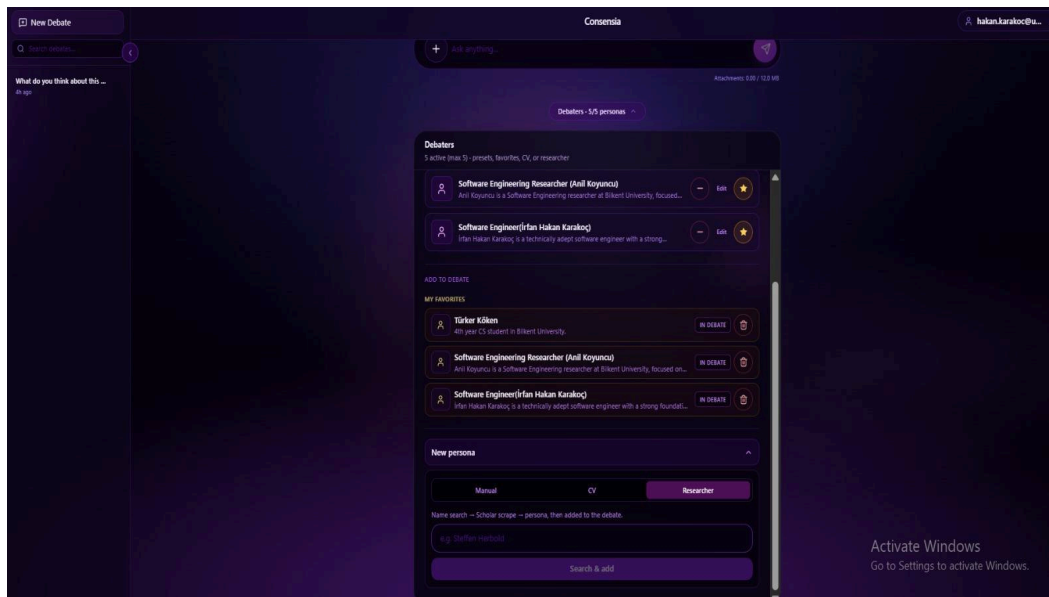 New Debate
Consensia
hakan.karakoc@u...
Search debates...
Ask anything...
What do you think about this ...
4h ago
Attachments: 0,00 / 12,0 MB
Debaters - 5/5 personas
Debaters
5 active (max 5) - presets, favorites, CV, or researcher
Software Engineering Researcher (Anil Koyuncu)
Anil Koyuncu is a Software Engineering researcher at Bilkent University, focused...
Edit
Software Engineer(İrfan Hakan Karakoç)
İrfan Hakan Karakoç is a technically adept software engineer with a strong...
Edit
ADD TO DEBATE
MY FAVORITES
Türker Köken
4th year CS student in Bilkent University.
IN DEBATE
Software Engineering Researcher (Anil Koyuncu)
Anil Koyuncu is a Software Engineering researcher at Bilkent University, focused on...
IN DEBATE
Software Engineer(İrfan Hakan Karakoç)
İrfan Hakan Karakoç is a technically adept software engineer with a strong foundati...
IN DEBATE
New persona
Manual
CV
Researcher
Name search → Scholar scrape → persona, then added to the debate.
e.g. Steffen Herbold
Search & add
Activate Windows
Go to Settings to activate Windows.